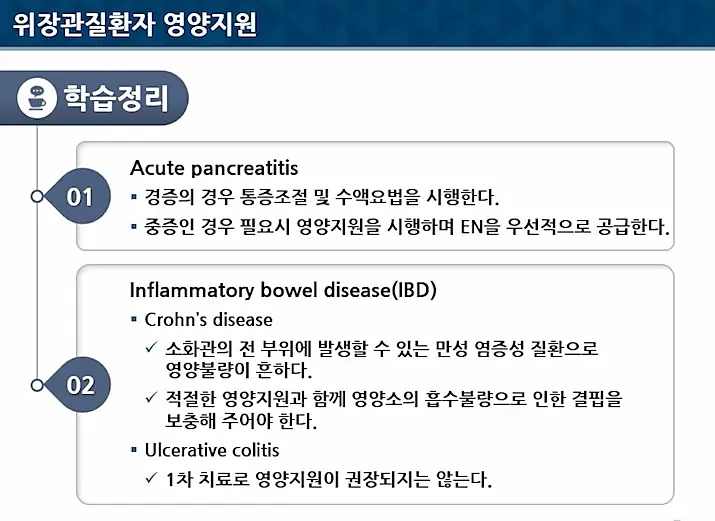 위장관질환자 영양지원
학습정리
01
Acute pancreatitis
▪ 경증의 경우 통증조절 및 수액요법을 시행한다.
▪ 중증인 경우 필요시 영양지원을 시행하며 EN을 우선적으로 공급한다.
02
Inflammatory bowel disease(IBD)
▪ Crohn's disease
✓ 소화관의 전 부위에 발생할 수 있는 만성 염증성 질환으로
영양불량이 흔하다.
✓ 적절한 영양지원과 함께 영양소의 흡수불량으로 인한 결핍을
보충해 주어야 한다.
▪ Ulcerative colitis
✓ 1차 치료로 영양지원이 권장되지는 않는다.